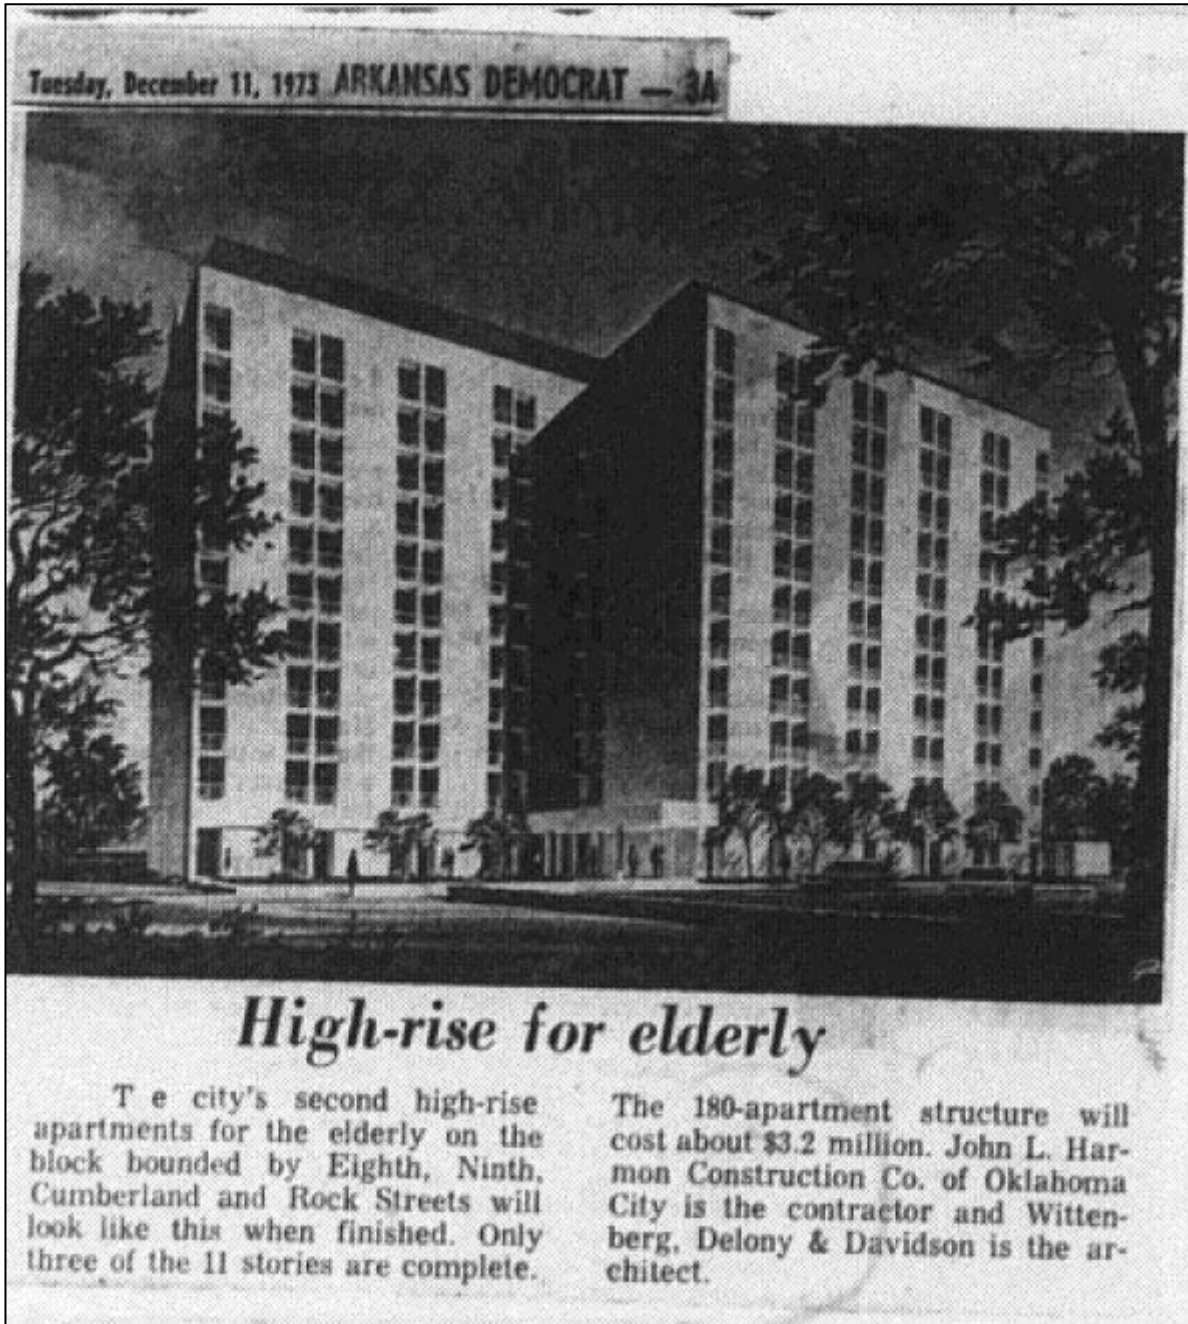 Tuesday, December 11, 1973 ARKANSAS DEMOCRAT — 3A
High-rise for elderly
T e city's second high-rise
apartments for the elderly on the
block bounded by Eighth, Ninth,
Cumberland and Rock Streets will
look like this when finished. Only
three of the 11 stories are complete.
The 180-apartment structure will
cost about $3.2 million. John L. Har-
mon Construction Co. of Oklahoma
City is the contractor and Witten-
berg, Delony & Davidson is the ar-
chitect.